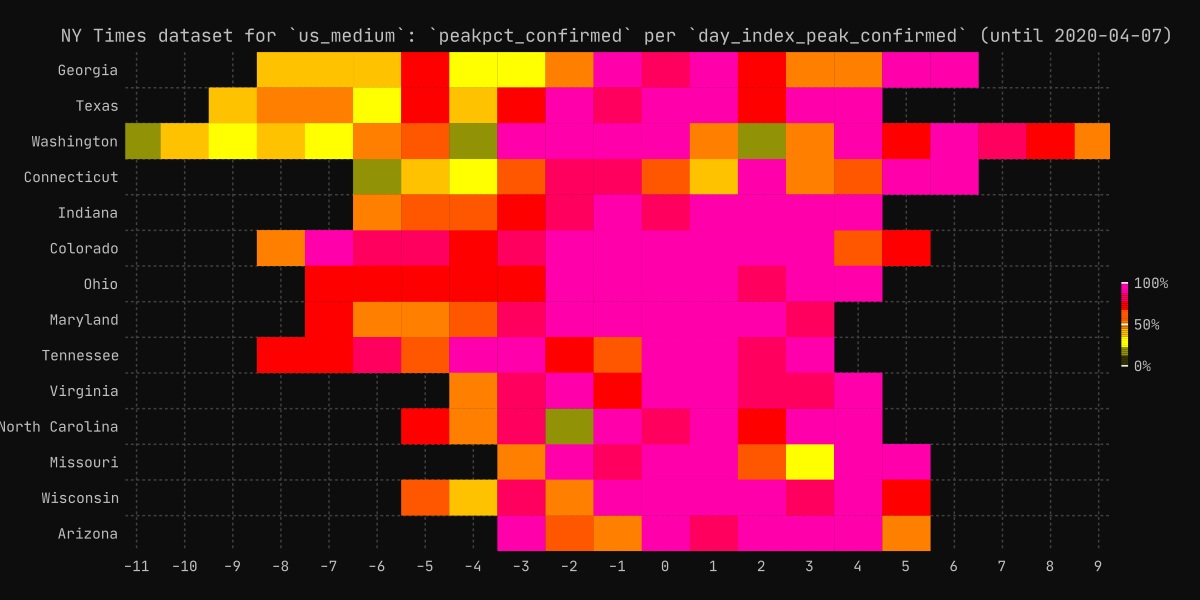 NY Times dataset for `us_medium`: `peakpct_confirmed` per `day_index_peak_confirmed` (until 2020-04-07)
Georgia
Texas
Washington
Connecticut
Indiana
Colorado
Ohio
Maryland
Tennessee
Virginia
North Carolina
Missouri
Wisconsin
Arizona
100%
50%
0%
-11 -10 -9 -8 -7 -6 -5 -4 -3 -2 -1 0 1 2 3 4 5 6 7 8 9